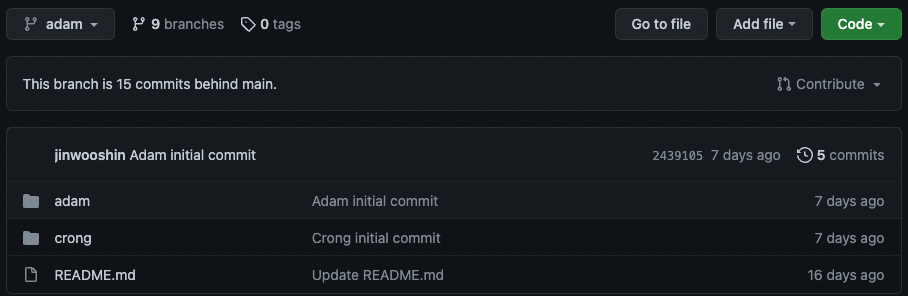 adam 9 branches 0 tags Go to file Add file Code
This branch is 15 commits behind main. Contribute
jinwooshin Adam initial commit 2439105 7 days ago 5 commits
adam Adam initial commit 7 days ago
crong Crong initial commit 7 days ago
README.md Update README.md 16 days ago